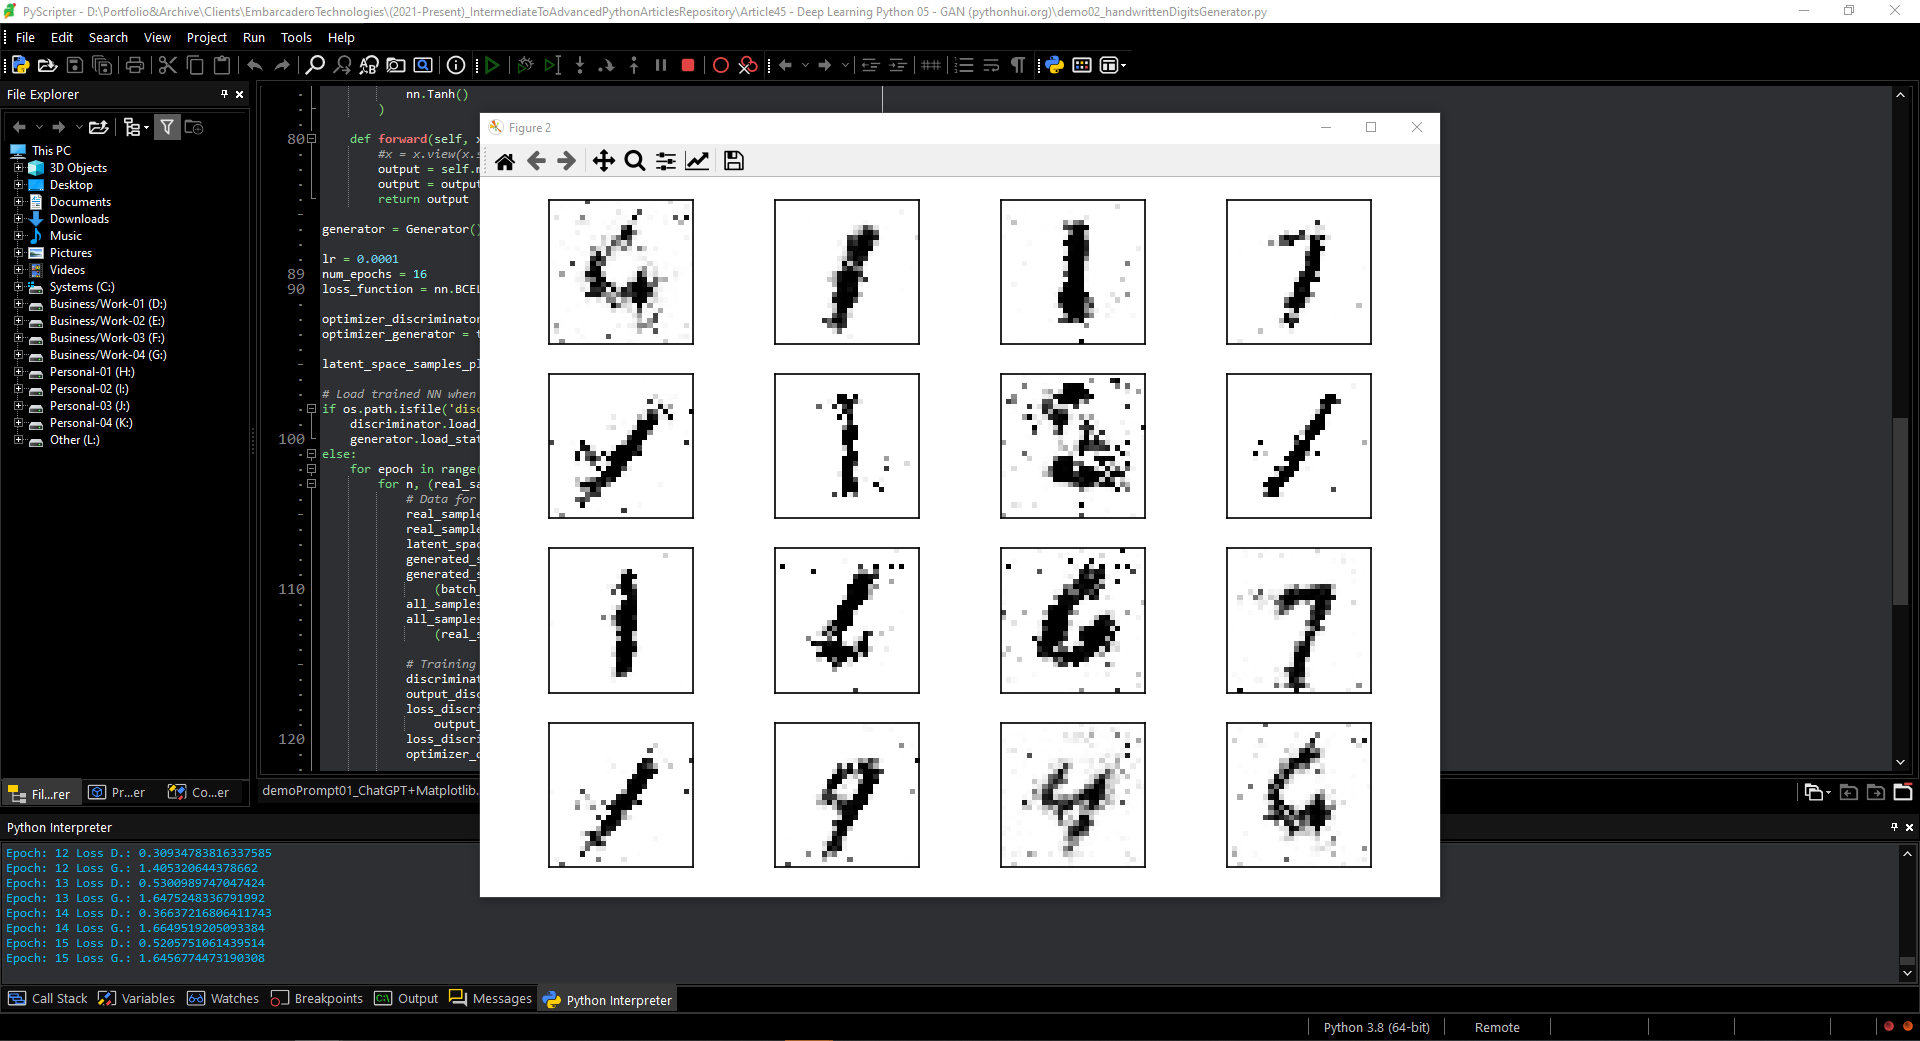 PyScripter - D:\Portfolio&Archive\Clients\EmbarcaderoTechnologies\(2021-Present)_IntermediateToAdvancedPythonArticlesRepository\Article45 - Deep Learning Python 05 - GAN (pythonhui.org)\demo02_handwrittenDigitsGenerator.py
File Edit Search View Project Run Tools Help
File Explorer
This PC
3D Objects
Desktop
Documents
Downloads
Music
Pictures
Videos
Systems (C:)
Business/Work-01 (D:)
Business/Work-02 (E:)
Business/Work-03 (F:)
Business/Work-04 (G:)
Personal-01 (H:)
Personal-02 (I:)
Personal-03 (J:)
Personal-04 (K:)
Other (L:)
Fil...rer Pr...er Co...er
nn.Tanh()
)
80 def forward(self, x
#x = x.view(x.s
output = self.m
output = outpu
return output
generator = Generator(
lr = 0.0001
89 num_epochs = 16
90 loss_function = nn.BCEL
optimizer_discriminator
optimizer_generator = t
latent_space_samples_pl
# Load trained NN when
if os.path.isfile('disc
discriminator.load_
100 generator.load_stat
else:
for epoch in range(
for n, (real_sa
# Data for
real_sample
real_sample
latent_spac
generated_s
generated_s
110 (batch_
all_samples
all_samples
(real_s
# Training
discriminat
output_disc
loss_discri
output_
120 loss_discri
optimizer_d
demoPrompt01_ChatGPT+Matplotlib.
Figure 2
Python Interpreter
Epoch: 12 Loss D.: 0.30934783816337585
Epoch: 12 Loss G.: 1.405320644378662
Epoch: 13 Loss D.: 0.5300989747047424
Epoch: 13 Loss G.: 1.6475248336791992
Epoch: 14 Loss D.: 0.36637216806411743
Epoch: 14 Loss G.: 1.6649519205093384
Epoch: 15 Loss D.: 0.5205751061439514
Epoch: 15 Loss G.: 1.6456774473190308
Call Stack Variables Watches Breakpoints Output Messages Python Interpreter
Python 3.8 (64-bit) Remote